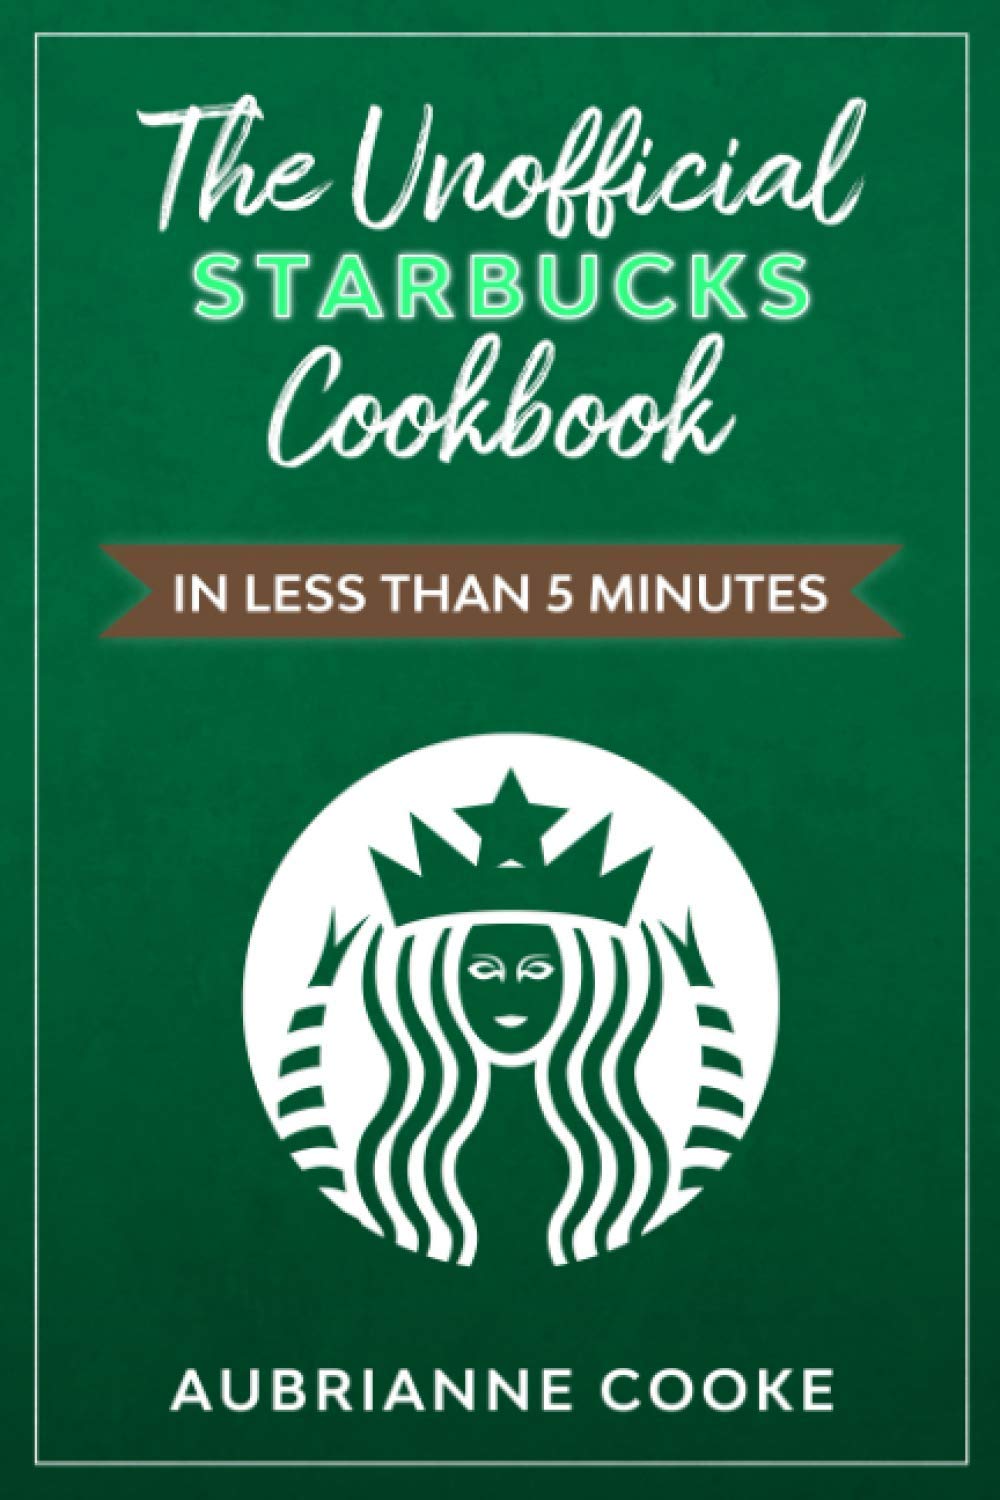 The Unofficial
STARBUCKS
Cookbook
IN LESS THAN 5 MINUTES
AUBRIANNE COOKE